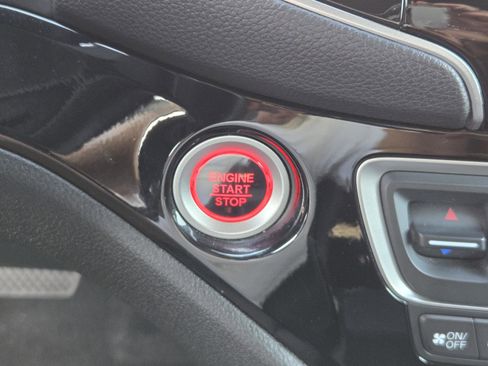 ENGINE
START
STOP
ON/
OFF